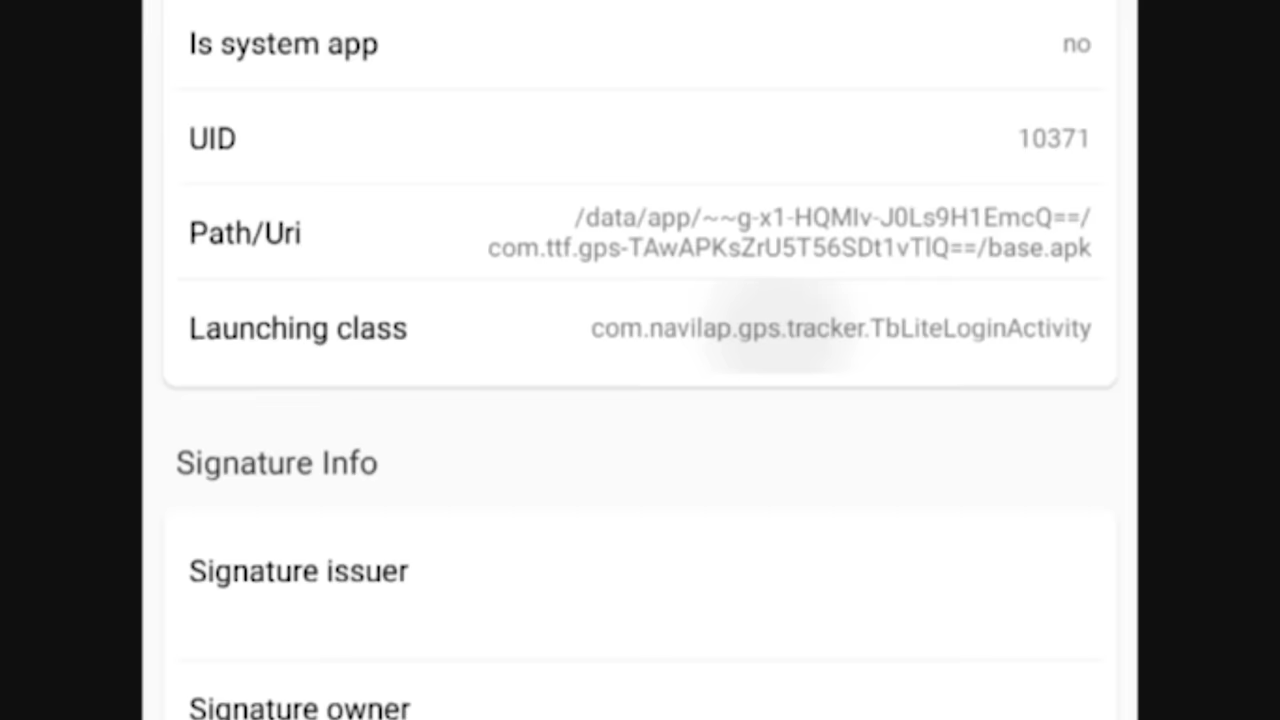 Is system app
no
UID
10371
Path/Uri
/data/app/~~g-x1-HQMIv-J0Ls9H1EmcQ==/
com.ttf.gps-TAwAPKsZrU5T56SDt1vTlQ==/base.apk
Launching class
com.navilap.gps.tracker.TbLiteLoginActivity
Signature Info
Signature issuer
Signature owner